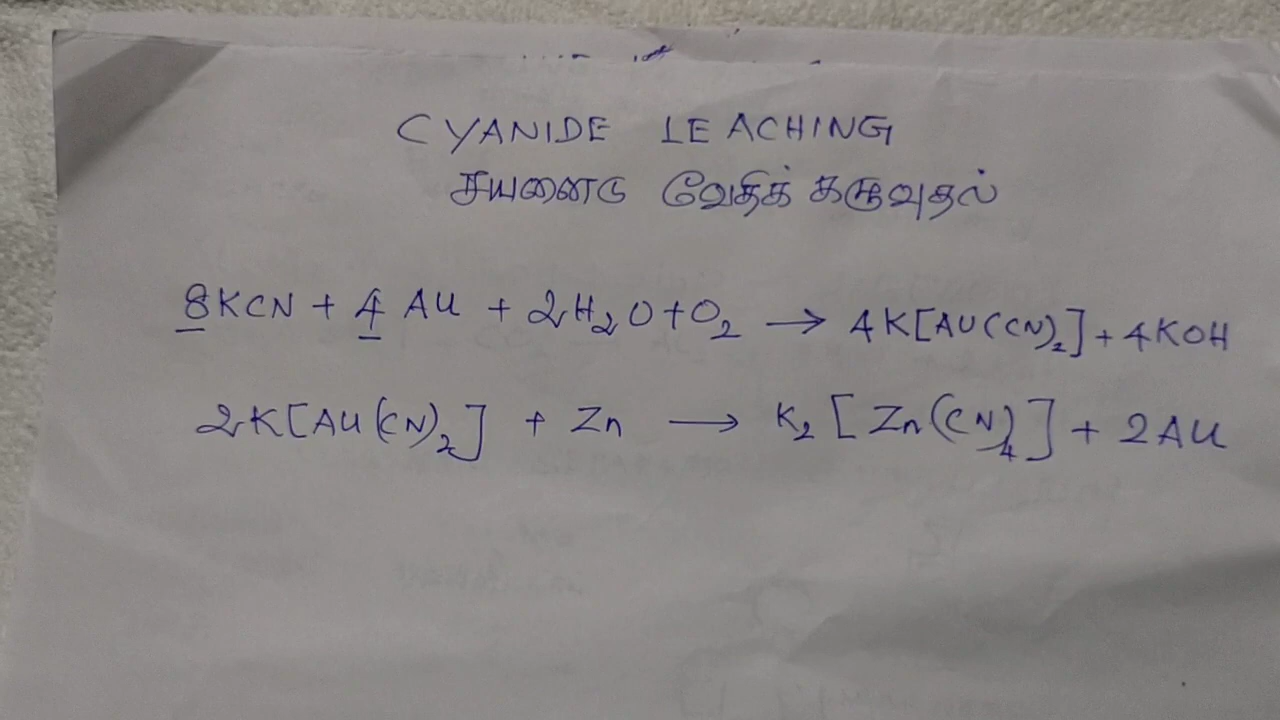 CYANIDE LEACHING
சயனைடு வேதிக் கழுவுதல்
8KCN + 4 AU + 2H₂O + O₂ → 4K[AU(CN)₂] + 4KOH
2K[AU(CN)₂] + Zn → K₂[Zn(CN)₄] + 2AU